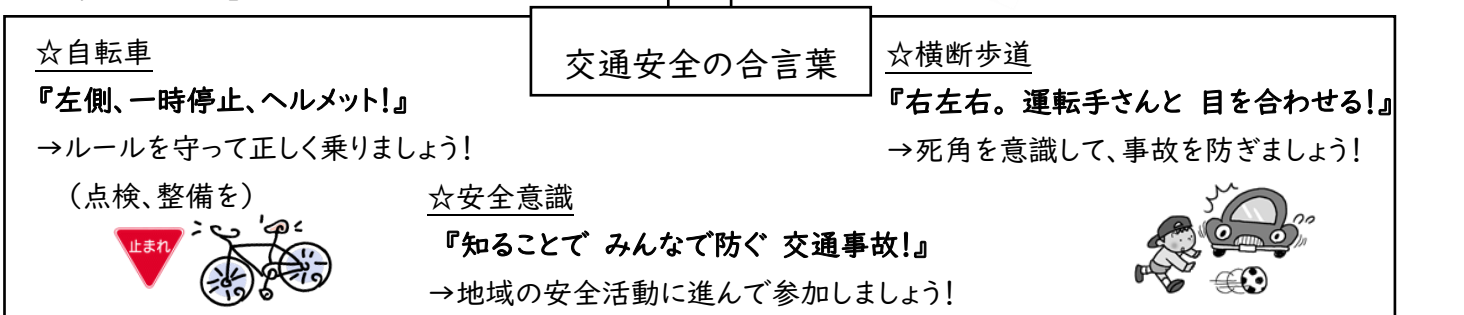 交通安全の合言葉
☆自転車
『左側、一時停止、ヘルメット!』
→ルールを守って正しく乗りましょう!
(点検、整備を)
止まれ
☆安全意識
『知ることで みんなで防ぐ 交通事故!』
→地域の安全活動に進んで参加しましょう!
☆横断歩道
『右左右。運転手さんと 目を合わせる!』
→死角を意識して、事故を防ぎましょう!